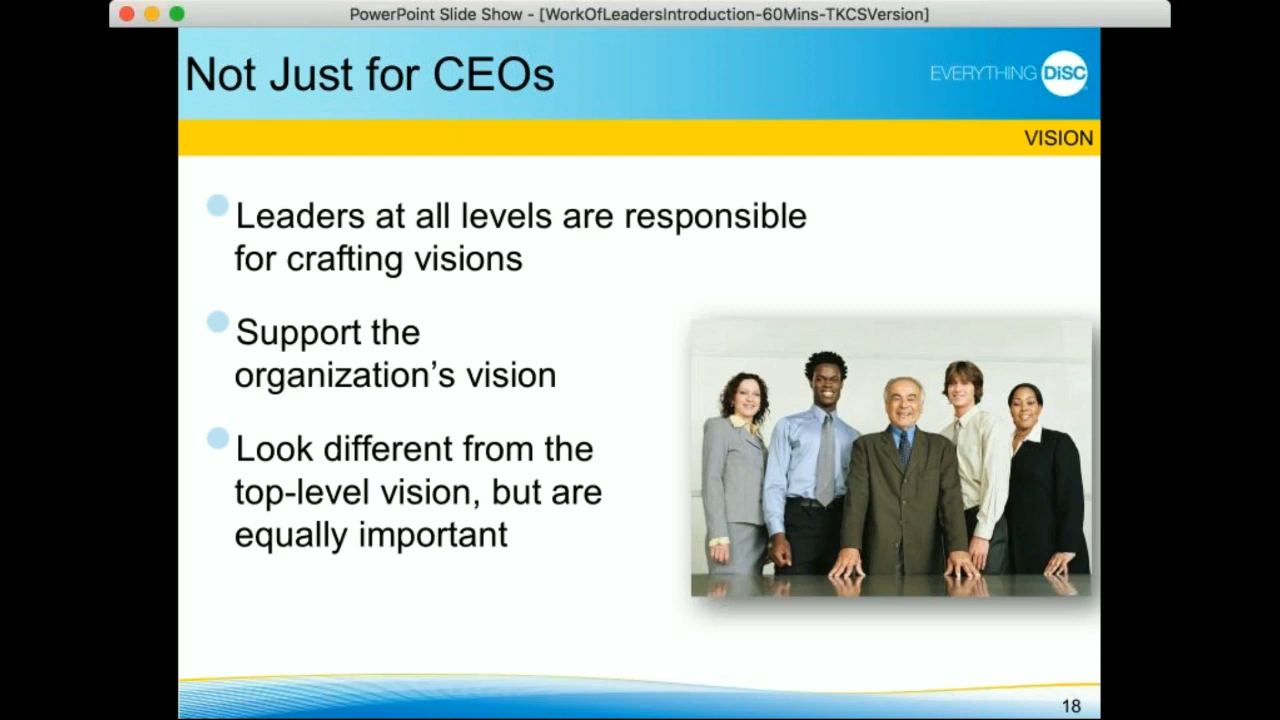 PowerPoint Slide Show - [WorkOfLeadersIntroduction-60Mins-TKCSVersion]
Not Just for CEOs
EVERYTHING DiSC
VISION
Leaders at all levels are responsible
for crafting visions
Support the
organization’s vision
Look different from the
top-level vision, but are
equally important
18